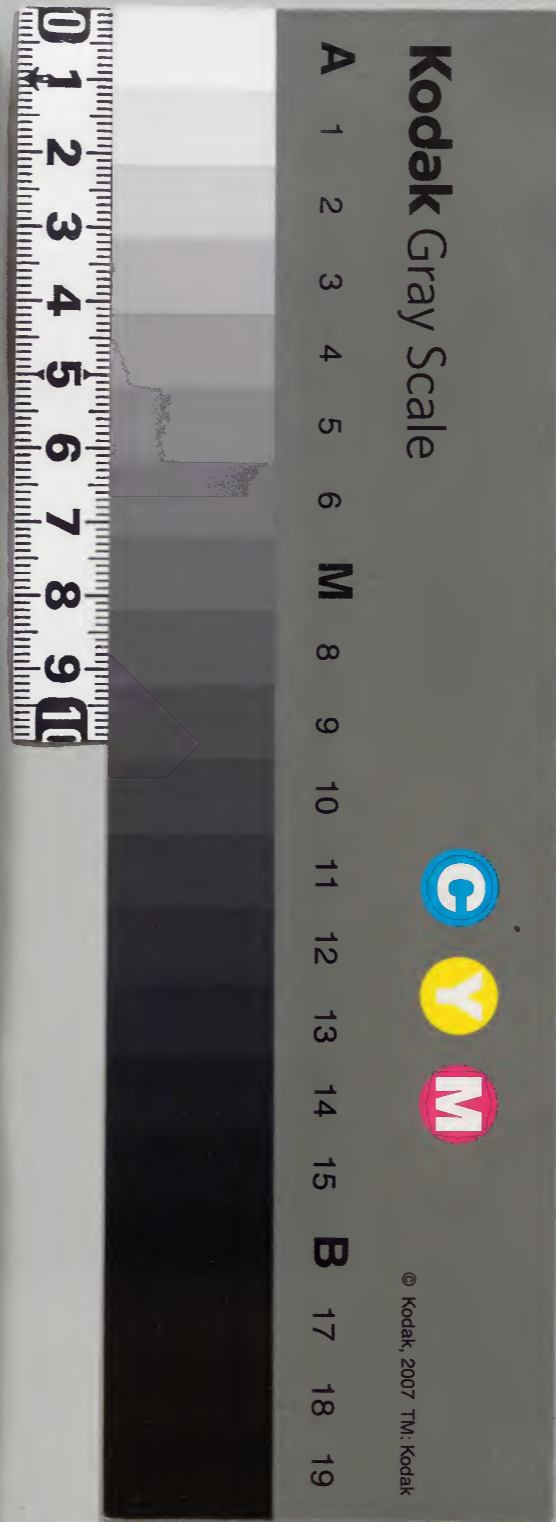 Kodak Gray Scale
C Y M
© Kodak, 2007 TM: Kodak
A 1 2 3 4 5 6 M 8 9 10 11 12 13 14 15 B 17 18 19
0 1 2 3 4 5 6 7 8 9 10